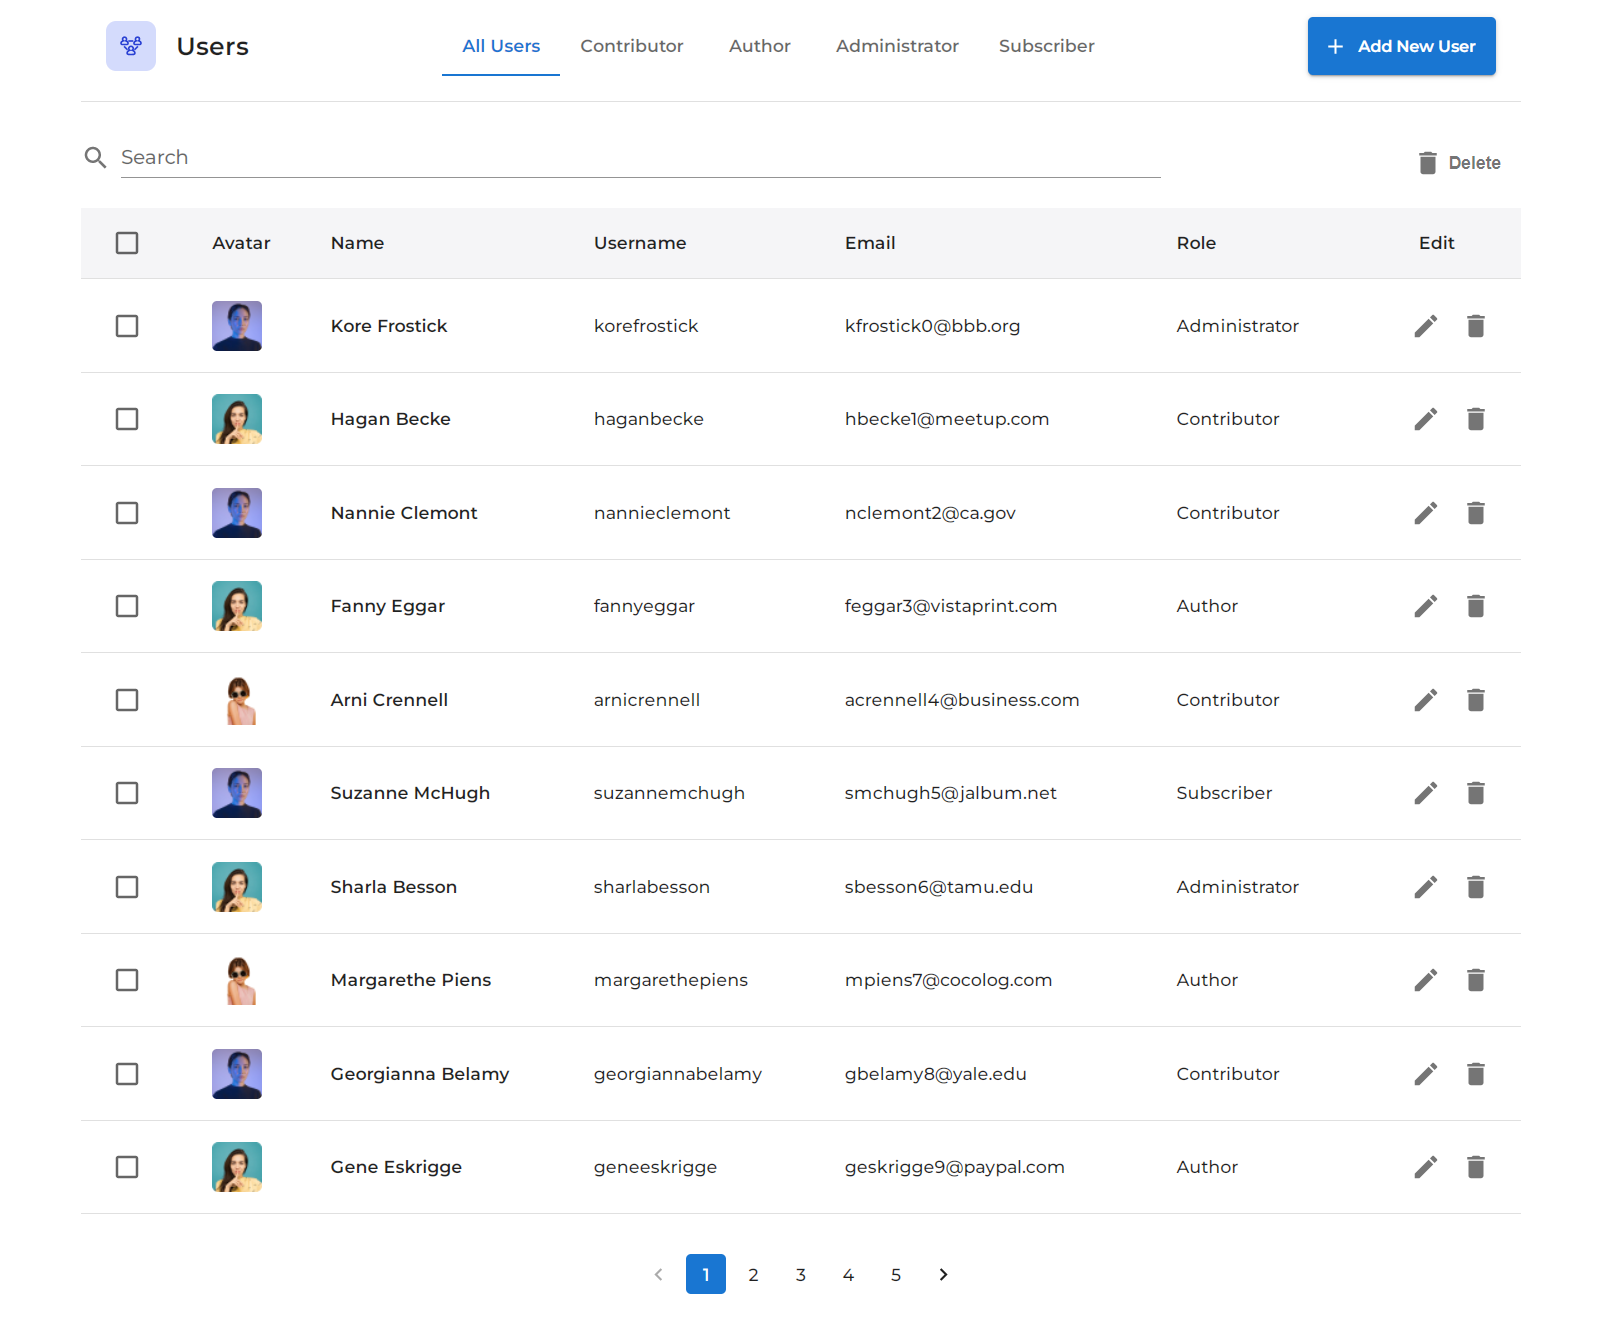 Users
All Users Contributor Author Administrator Subscriber
Add New User
Search
Delete
Avatar Name Username Email Role Edit
Kore Frostick korefrostick kfrostick0@bbb.org Administrator
Hagan Becke haganbecke hbecke1@meetup.com Contributor
Nannie Clemont nannieclemont nclemont2@ca.gov Contributor
Fanny Eggar fannyeggar feggar3@vistaprint.com Author
Arni Crennell arnicrennell acrennell4@business.com Contributor
Suzanne McHugh suzannemchugh smchugh5@jalbum.net Subscriber
Sharla Besson sharlabesson sbesson6@tamu.edu Administrator
Margarethe Piens margarethepiens mpiens7@cocolog.com Author
Georgianna Belamy georgiannabelamy gbelamy8@yale.edu Contributor
Gene Eskrigge geneeskrigge geskrigge9@paypal.com Author
1 2 3 4 5